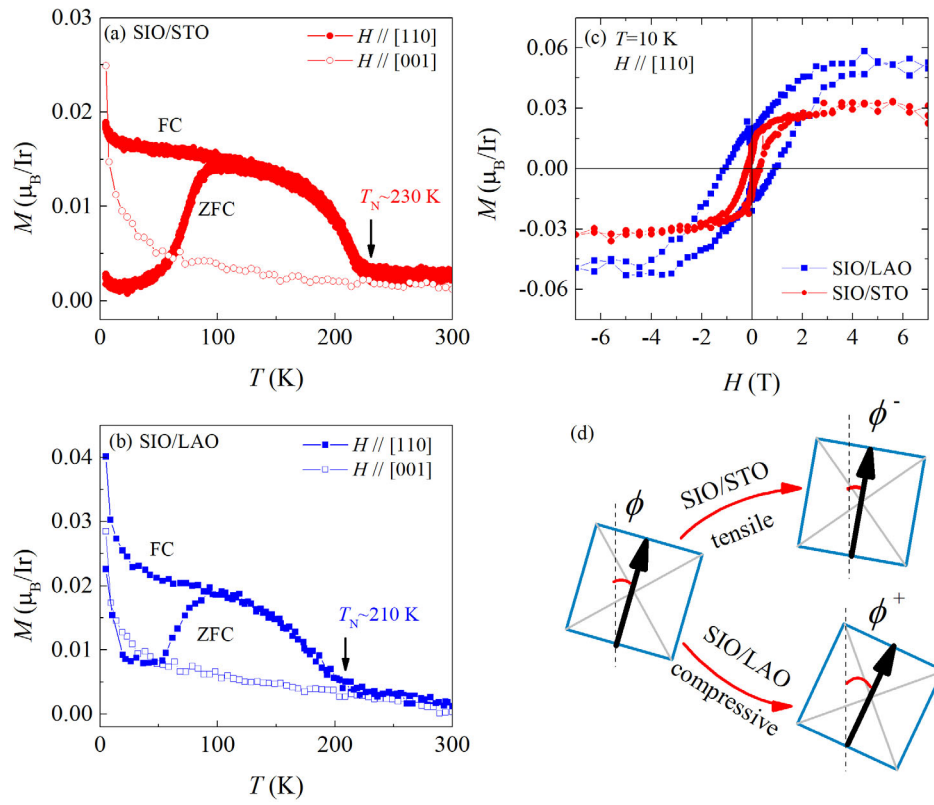 (a) SIO/STO
H // [110]
H // [001]
FC
ZFC
T_N~230 K
0.03
0.02
0.01
0.00
M (μ_B/Ir)
0 100 200 300
T (K)
(c) T=10 K
H // [110]
SIO/LAO
SIO/STO
0.06
0.03
0.00
-0.03
-0.06
M (μ_B/Ir)
-6 -4 -2 0 2 4 6
H (T)
(b) SIO/LAO
H // [110]
H // [001]
FC
ZFC
T_N~210 K
0.04
0.03
0.02
0.01
0.00
M (μ_B/Ir)
0 100 200 300
T (K)
(d)
ϕ
SIO/STO
tensile
ϕ^-
SIO/LAO
compressive
ϕ^+